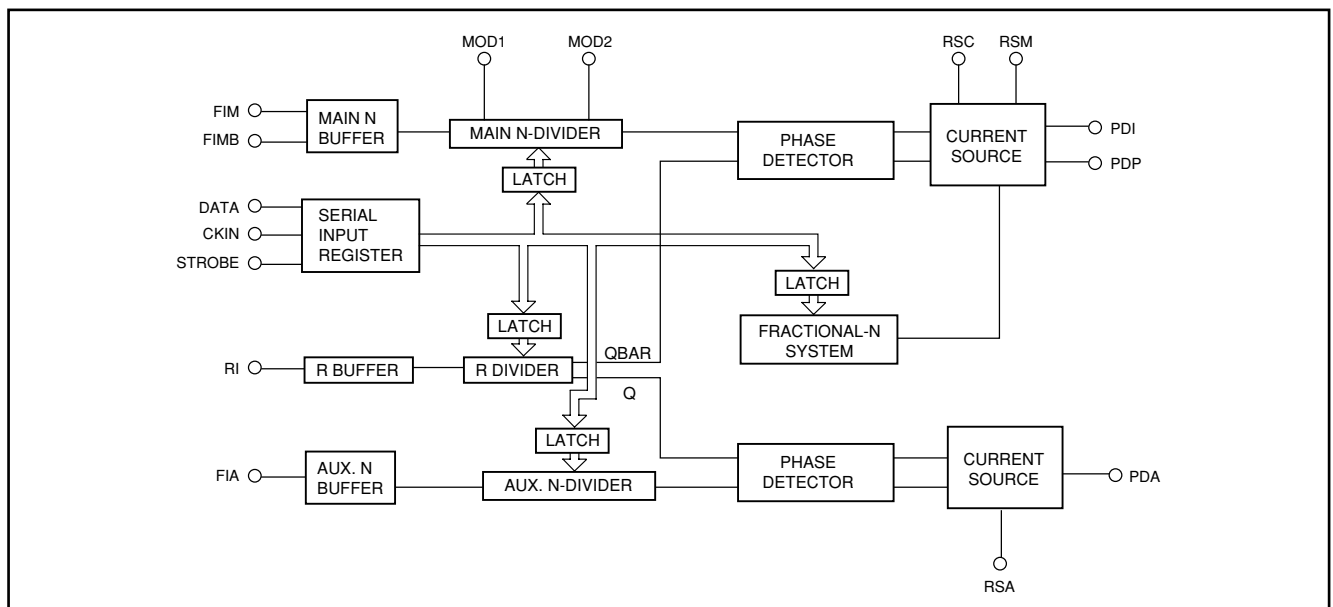 MOD1
MOD2
RSC
RSM
FIM
FIMB
MAIN N
BUFFER
MAIN N-DIVIDER
PHASE
DETECTOR
CURRENT
SOURCE
PDI
PDP
LATCH
DATA
CKIN
STROBE
SERIAL
INPUT
REGISTER
LATCH
LATCH
FRACTIONAL-N
SYSTEM
RI
R BUFFER
R DIVIDER
QBAR
Q
LATCH
FIA
AUX. N
BUFFER
AUX. N-DIVIDER
PHASE
DETECTOR
CURRENT
SOURCE
PDA
RSA